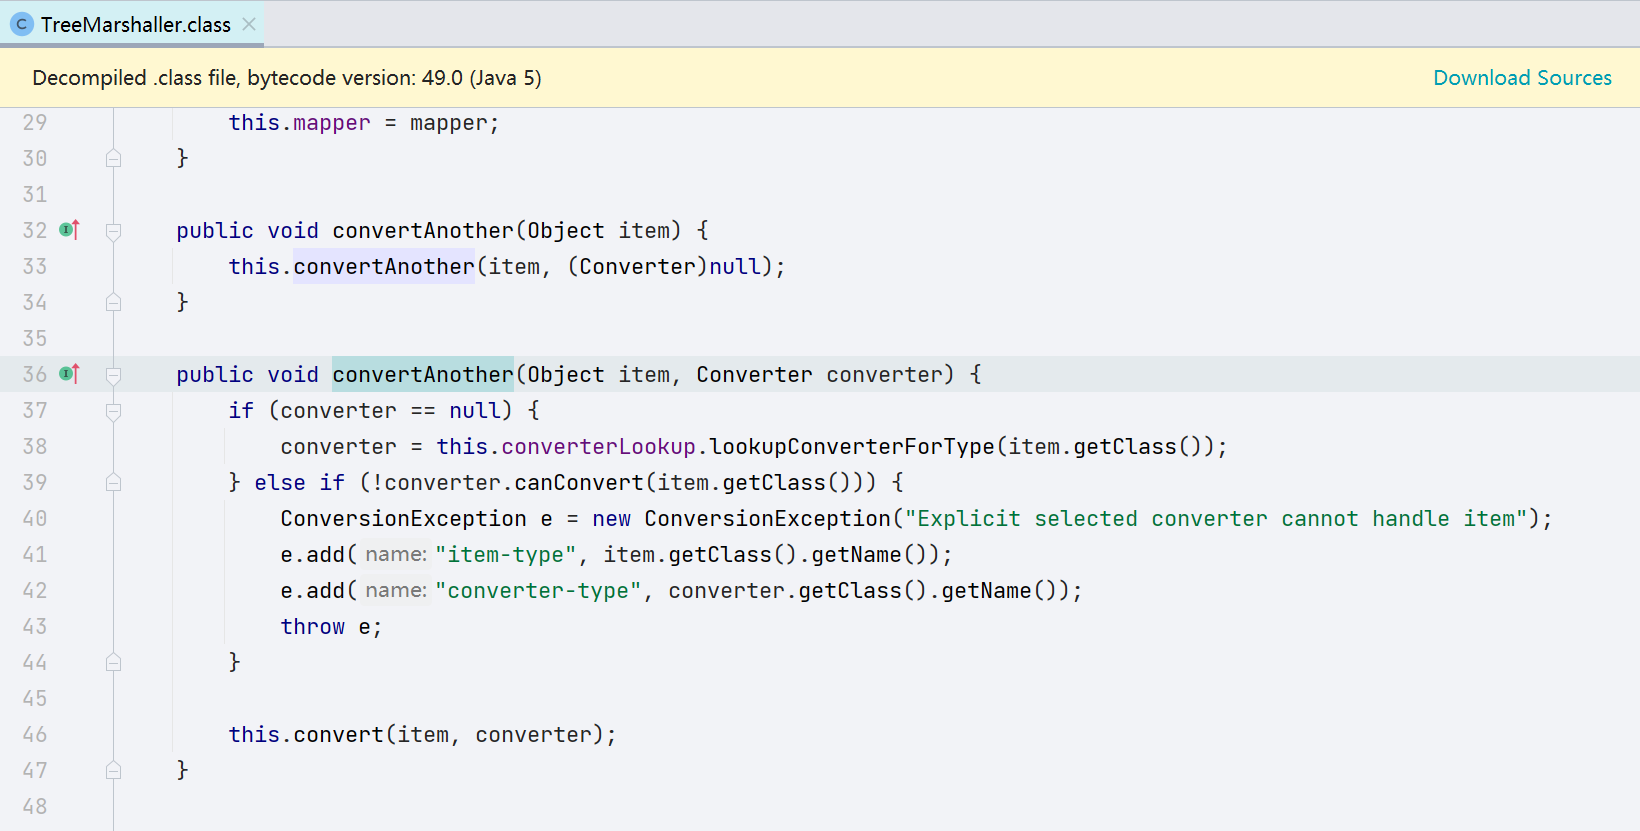 C TreeMarshaller.class
Decompiled .class file, bytecode version: 49.0 (Java 5) Download Sources
29 this.mapper = mapper;
30 }
31
32 I public void convertAnother(Object item) {
33 this.convertAnother(item, (Converter)null);
34 }
35
36 I public void convertAnother(Object item, Converter converter) {
37 if (converter == null) {
38 converter = this.converterLookup.lookupConverterForType(item.getClass());
39 } else if (!converter.canConvert(item.getClass())) {
40 ConversionException e = new ConversionException("Explicit selected converter cannot handle item");
41 e.add( name: "item-type", item.getClass().getName());
42 e.add( name: "converter-type", converter.getClass().getName());
43 throw e;
44 }
45
46 this.convert(item, converter);
47 }
48